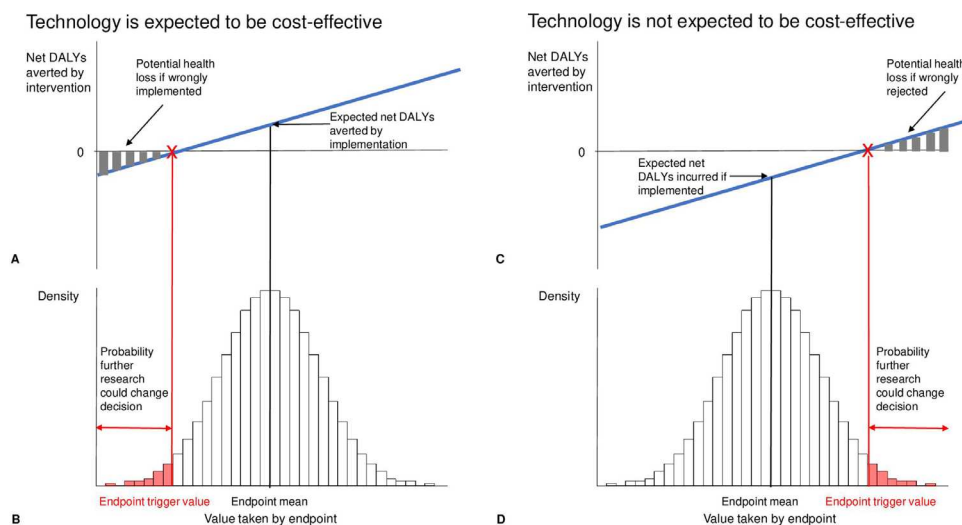 Technology is expected to be cost-effective
Net DALYs
averted by
intervention
Potential health
loss if wrongly
implemented
Expected net DALYs
averted by
implementation
0
X
A
Density
Probability
further
research
could change
decision
Endpoint trigger value
Endpoint mean
B
Value taken by endpoint
Technology is not expected to be cost-effective
Net DALYs
averted by
intervention
Potential health
loss if wrongly
rejected
0
X
Expected net
DALYs incurred if
implemented
C
Density
Probability
further
research
could change
decision
Endpoint mean
Endpoint trigger value
D
Value taken by endpoint